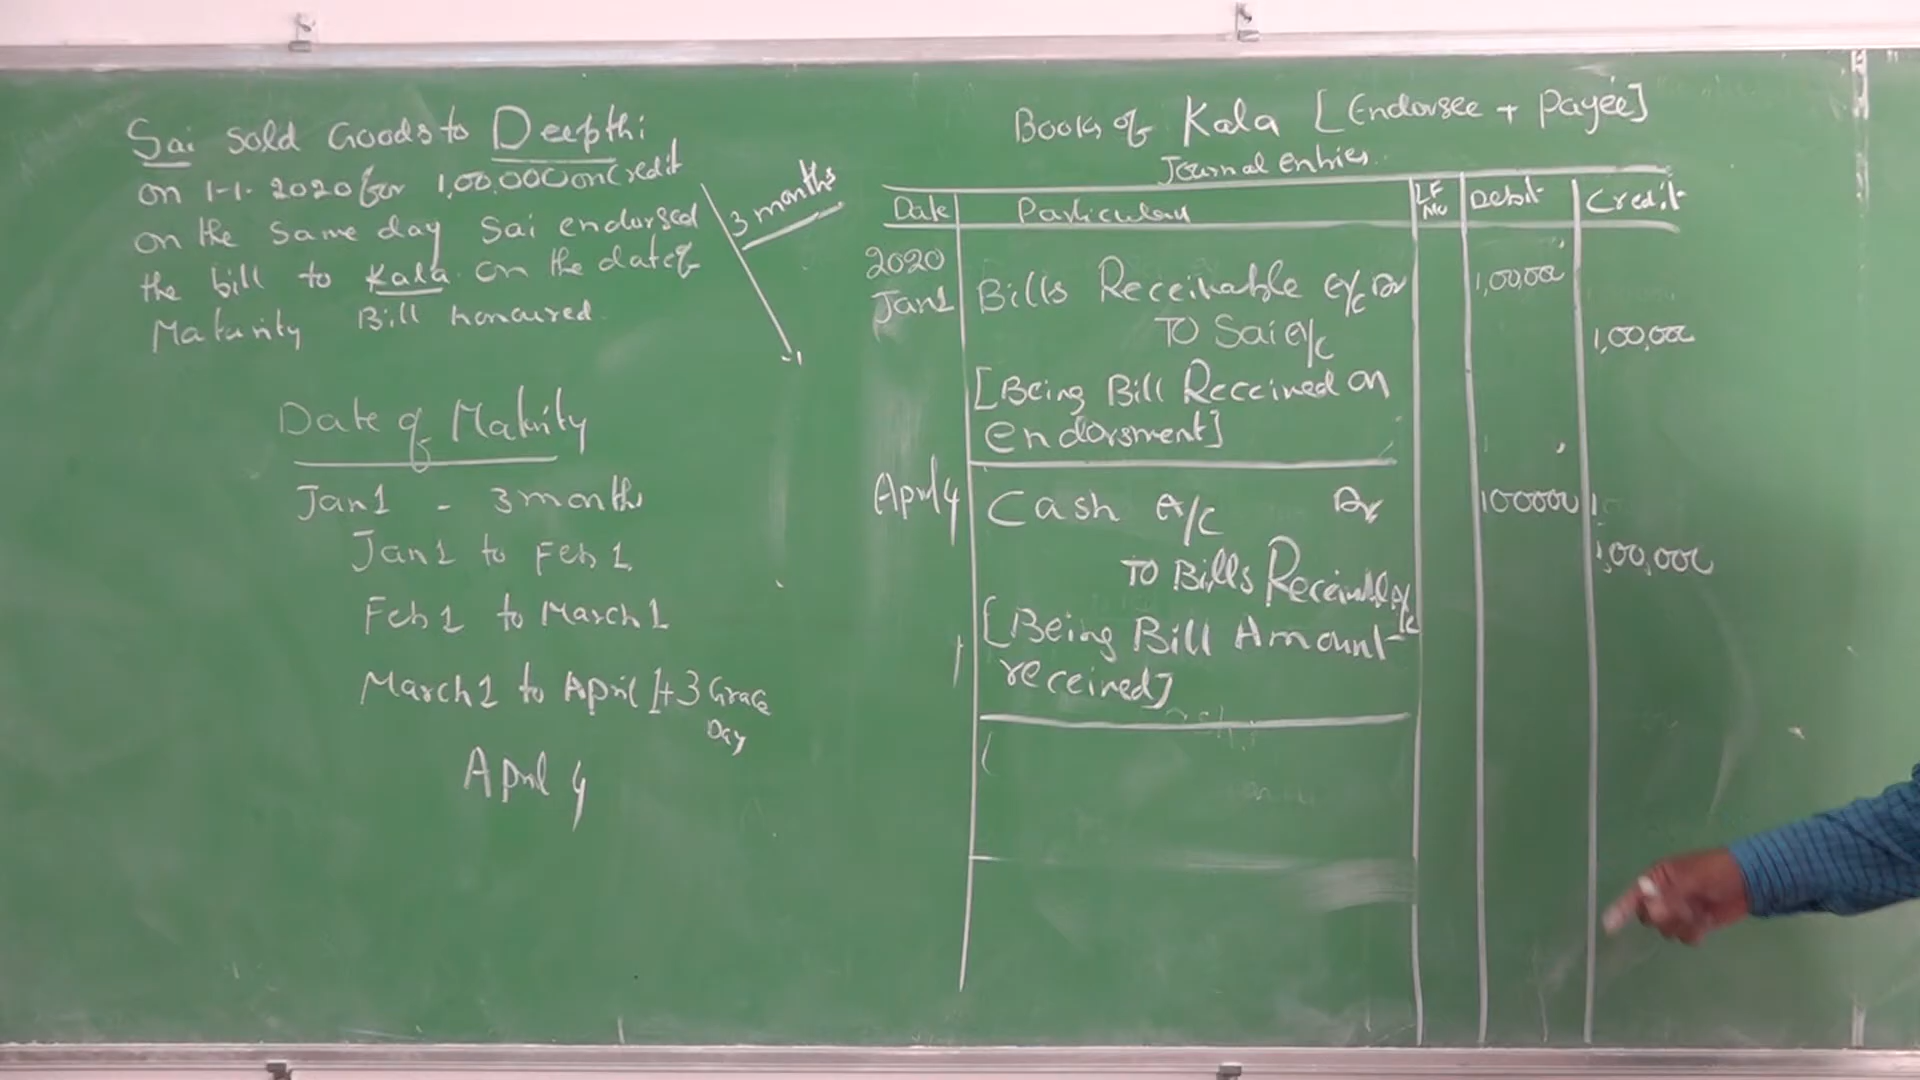 Sai sold Goods to Deepthi
on 1-1-2020 for 1,00,000 on Credit
3 months
on the same day Sai endorsed
the bill to Kala. on the date of
Maturity Bill honoured.
Date of Maturity
Jan 1 - 3 months
Jan 1 to Feb 1
Feb 1 to March 1
March 1 to April 1 + 3 Grace
Day
April 4
Books of Kala [Endorsee + Payee]
Journal entries
Date Particulars LF No Debit Credit
2020
Jan 1 Bills Receivable A/c Dr 1,00,000
To Sai A/c 1,00,000
[Being Bill Received on
endorsment]
April 4 Cash A/c Dr 100000
To Bills Receivable A/c 1,00,000
[Being Bill Amount
received]